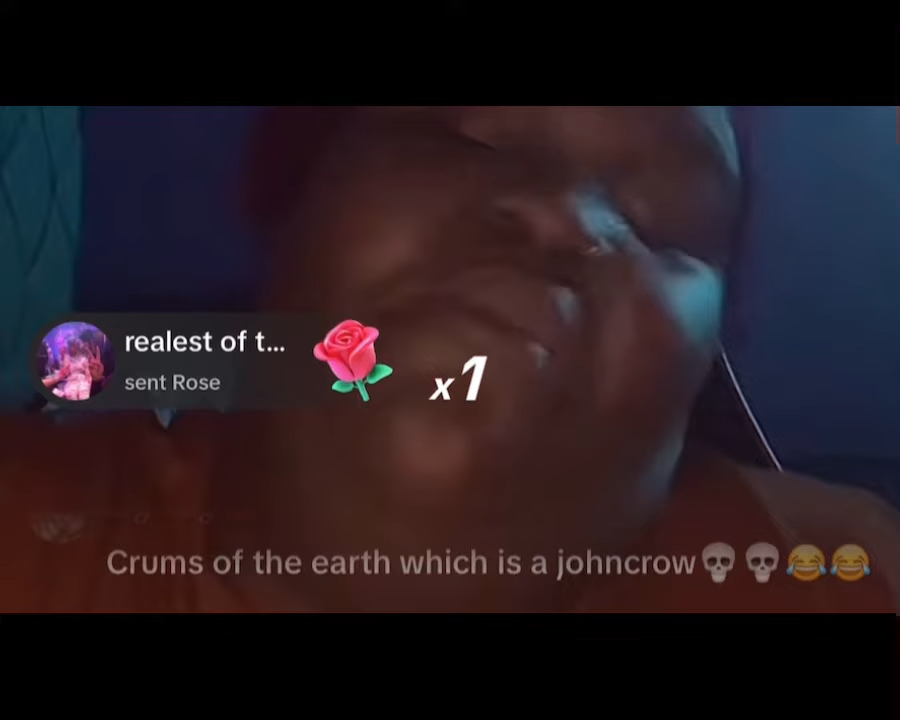 realest of t...
sent Rose
x1
Crums of the earth which is a johncrow💀💀😂😂